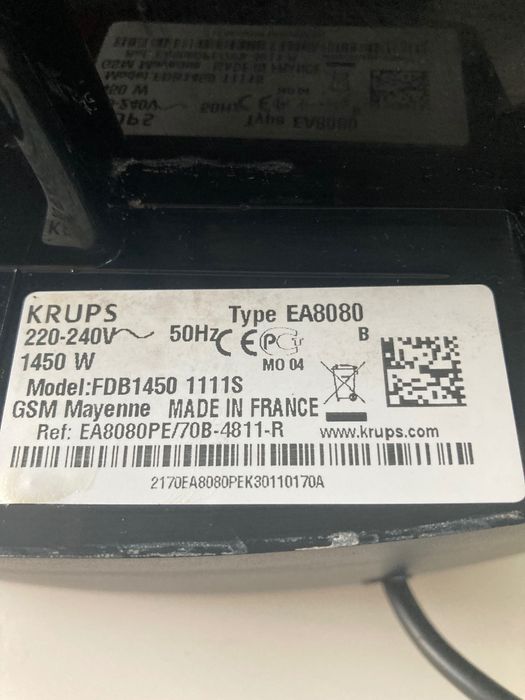 KRUPS Type EA8080
220-240V~ 50Hz CE B
1450 W MO 04
Model:FDB1450 1111S
GSM Mayenne MADE IN FRANCE
Ref: EA8080PE/70B-4811-R www.krups.com
2170EA8080PEK30110170A